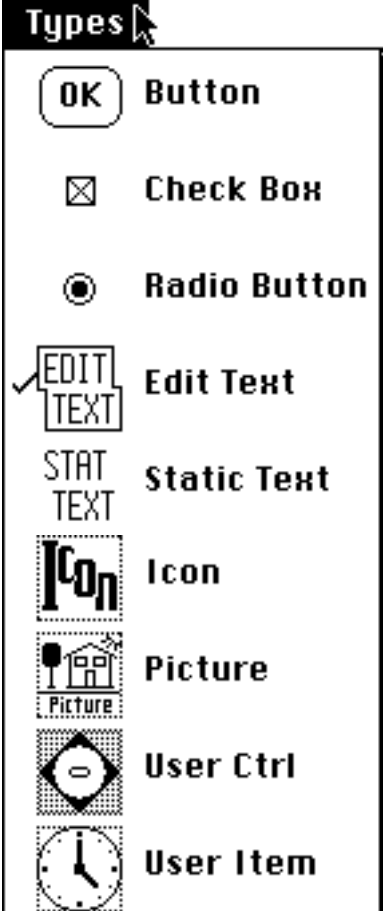 Types
OK Button
Check Box
Radio Button
EDIT
TEXT
Edit Text
STAT
TEXT
Static Text
Icon
Icon
Picture
Picture
User Ctrl
User Item